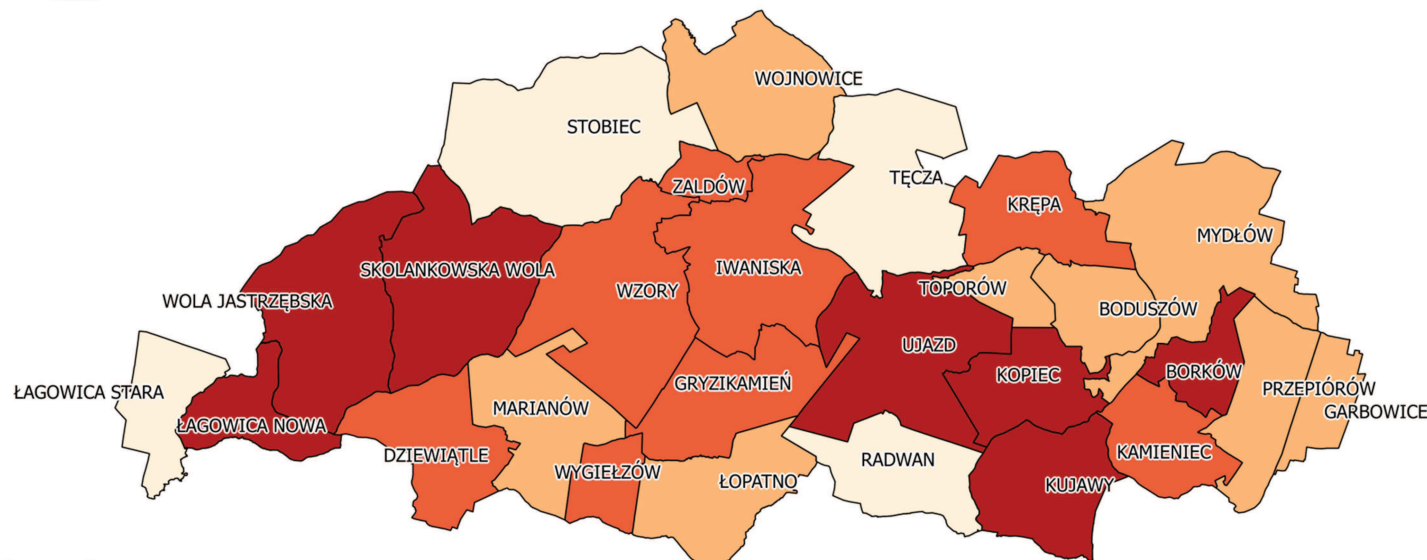 WOJNOWICE
STOBIEC
TĘCZA
ZALDÓW
KRĘPA
MYDŁÓW
SKOLANKOWSKA WOLA
IWANISKA
WZORY
TOPORÓW
WOLA JASTRZĘBSKA
BODUSZÓW
UJAZD
KOPIEC
BORKÓW
GRYZIKAMIEŃ
PRZEPIÓRÓW
ŁAGOWICA STARA
MARIANÓW
GARBOWICE
ŁAGOWICA NOWA
DZIEWIĄTLE
KAMIENIEC
RADWAN
WYGIEŁZÓW
ŁOPATNO
KUJAWY